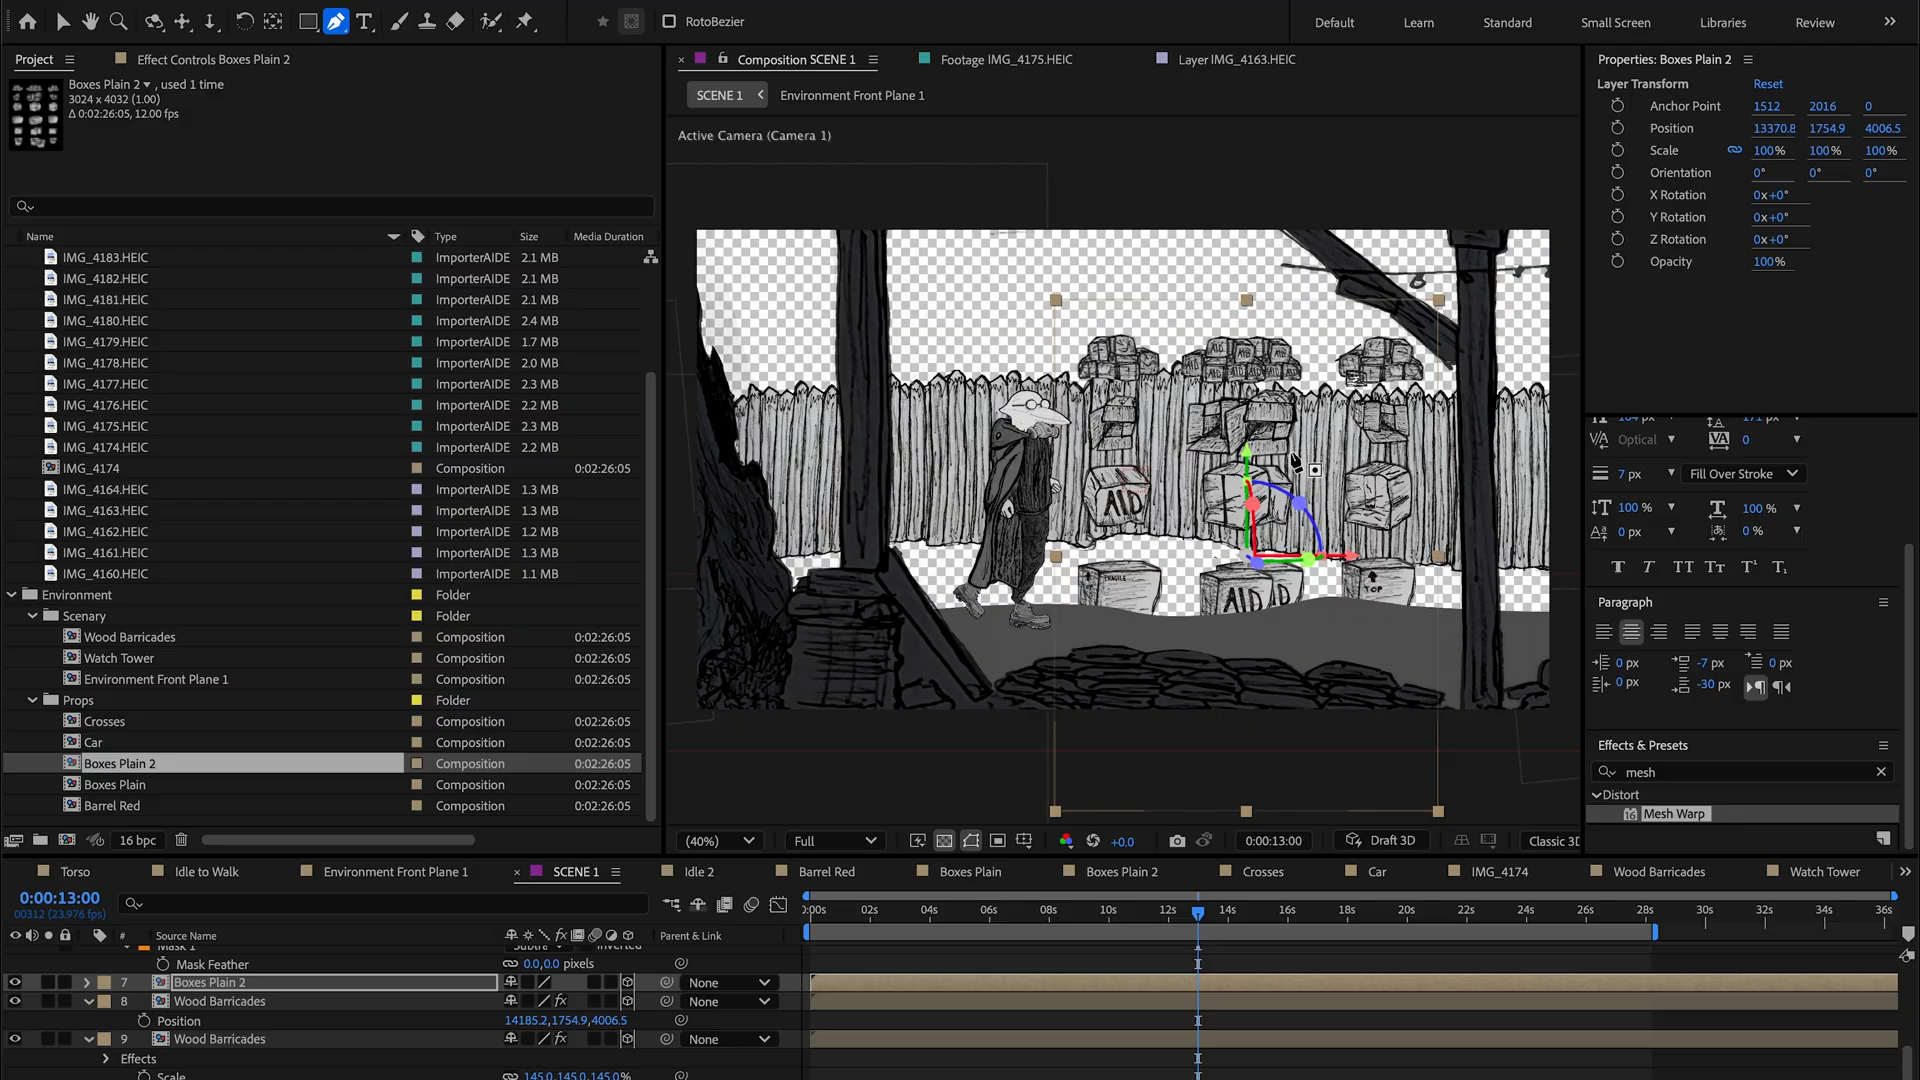 RotoBezier
Default
Learn
Standard
Small Screen
Libraries
Review
Project
Effect Controls Boxes Plain 2
Boxes Plain 2 , used 1 time
3024 x 4032 (1.00)
Δ 0:02:26:05, 12.00 fps
Name
Type
Size
Media Duration
IMG_4183.HEIC ImporterAIDE 2.1 MB
IMG_4182.HEIC ImporterAIDE 2.1 MB
IMG_4181.HEIC ImporterAIDE 2.1 MB
IMG_4180.HEIC ImporterAIDE 2.4 MB
IMG_4179.HEIC ImporterAIDE 1.7 MB
IMG_4178.HEIC ImporterAIDE 2.0 MB
IMG_4177.HEIC ImporterAIDE 2.3 MB
IMG_4176.HEIC ImporterAIDE 2.2 MB
IMG_4175.HEIC ImporterAIDE 2.3 MB
IMG_4174.HEIC ImporterAIDE 2.2 MB
IMG_4174 Composition 0:02:26:05
IMG_4164.HEIC ImporterAIDE 1.3 MB
IMG_4163.HEIC ImporterAIDE 1.3 MB
IMG_4162.HEIC ImporterAIDE 1.2 MB
IMG_4161.HEIC ImporterAIDE 1.3 MB
IMG_4160.HEIC ImporterAIDE 1.1 MB
Environment Folder
Scenery Folder
Wood Barricades Composition 0:02:26:05
Watch Tower Composition 0:02:26:05
Environment Front Plane 1 Composition 0:02:26:05
Props Folder
Crosses Composition 0:02:26:05
Car Composition 0:02:26:05
Boxes Plain 2 Composition 0:02:26:05
Boxes Plain Composition 0:02:26:05
Barrel Red Composition 0:02:26:05
16 bpc
Composition SCENE 1
Footage IMG_4175.HEIC
Layer IMG_4163.HEIC
SCENE 1
Environment Front Plane 1
Active Camera (Camera 1)
AID
AID
AID
AID
FRAGILE
AID
D
TOP
(40%)
Full
+0.0
0:00:13:00
Draft 3D
Classic 3D
Properties: Boxes Plain 2
Layer Transform Reset
Anchor Point 1512 2016 0
Position 13370.8 1754.9 4006.5
Scale 100% 100% 100%
Orientation 0° 0° 0°
X Rotation 0x+0°
Y Rotation 0x+0°
Z Rotation 0x+0°
Opacity 100%
Optical 0
7 px Fill Over Stroke
100 % 100 %
0 px 0 %
T T TT Tт T¹ T₁
Paragraph
0 px -7 px 0 px
0 px -30 px
Effects & Presets
mesh
Distort
16 Mesh Warp
Torso
Idle to Walk
Environment Front Plane 1
SCENE 1
Idle 2
Barrel Red
Boxes Plain
Boxes Plain 2
Crosses
Car
IMG_4174
Wood Barricades
Watch Tower
0:00:13:00
00312 (23.976 fps)
0:00s 02s 04s 06s 08s 10s 12s 14s 16s 18s 20s 22s 24s 26s 28s 30s 32s 34s 36s
# Source Name fx Parent & Link
Mask 1 Subtra Inverted
Mask Feather 0.0,0.0 pixels
7 Boxes Plain 2 None
8 Wood Barricades fx None
Position 14185.2,1754.9,4006.5
9 Wood Barricades fx None
Effects
Scale 145.0,145.0,145.0%